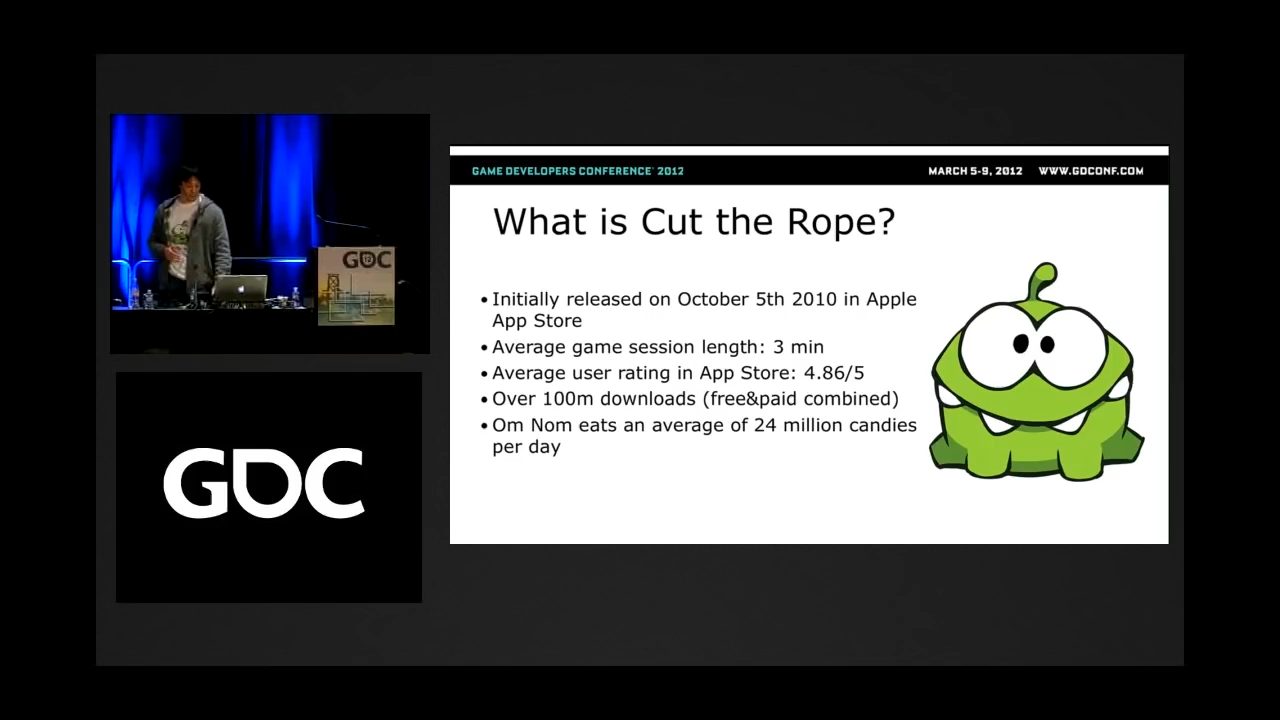 GAME DEVELOPERS CONFERENCE® 2012
MARCH 5-9, 2012 WWW.GDCONF.COM
What is Cut the Rope?
• Initially released on October 5th 2010 in Apple
App Store
• Average game session length: 3 min
• Average user rating in App Store: 4.86/5
• Over 100m downloads (free&paid combined)
• Om Nom eats an average of 24 million candies
per day
GDC
12
GDC